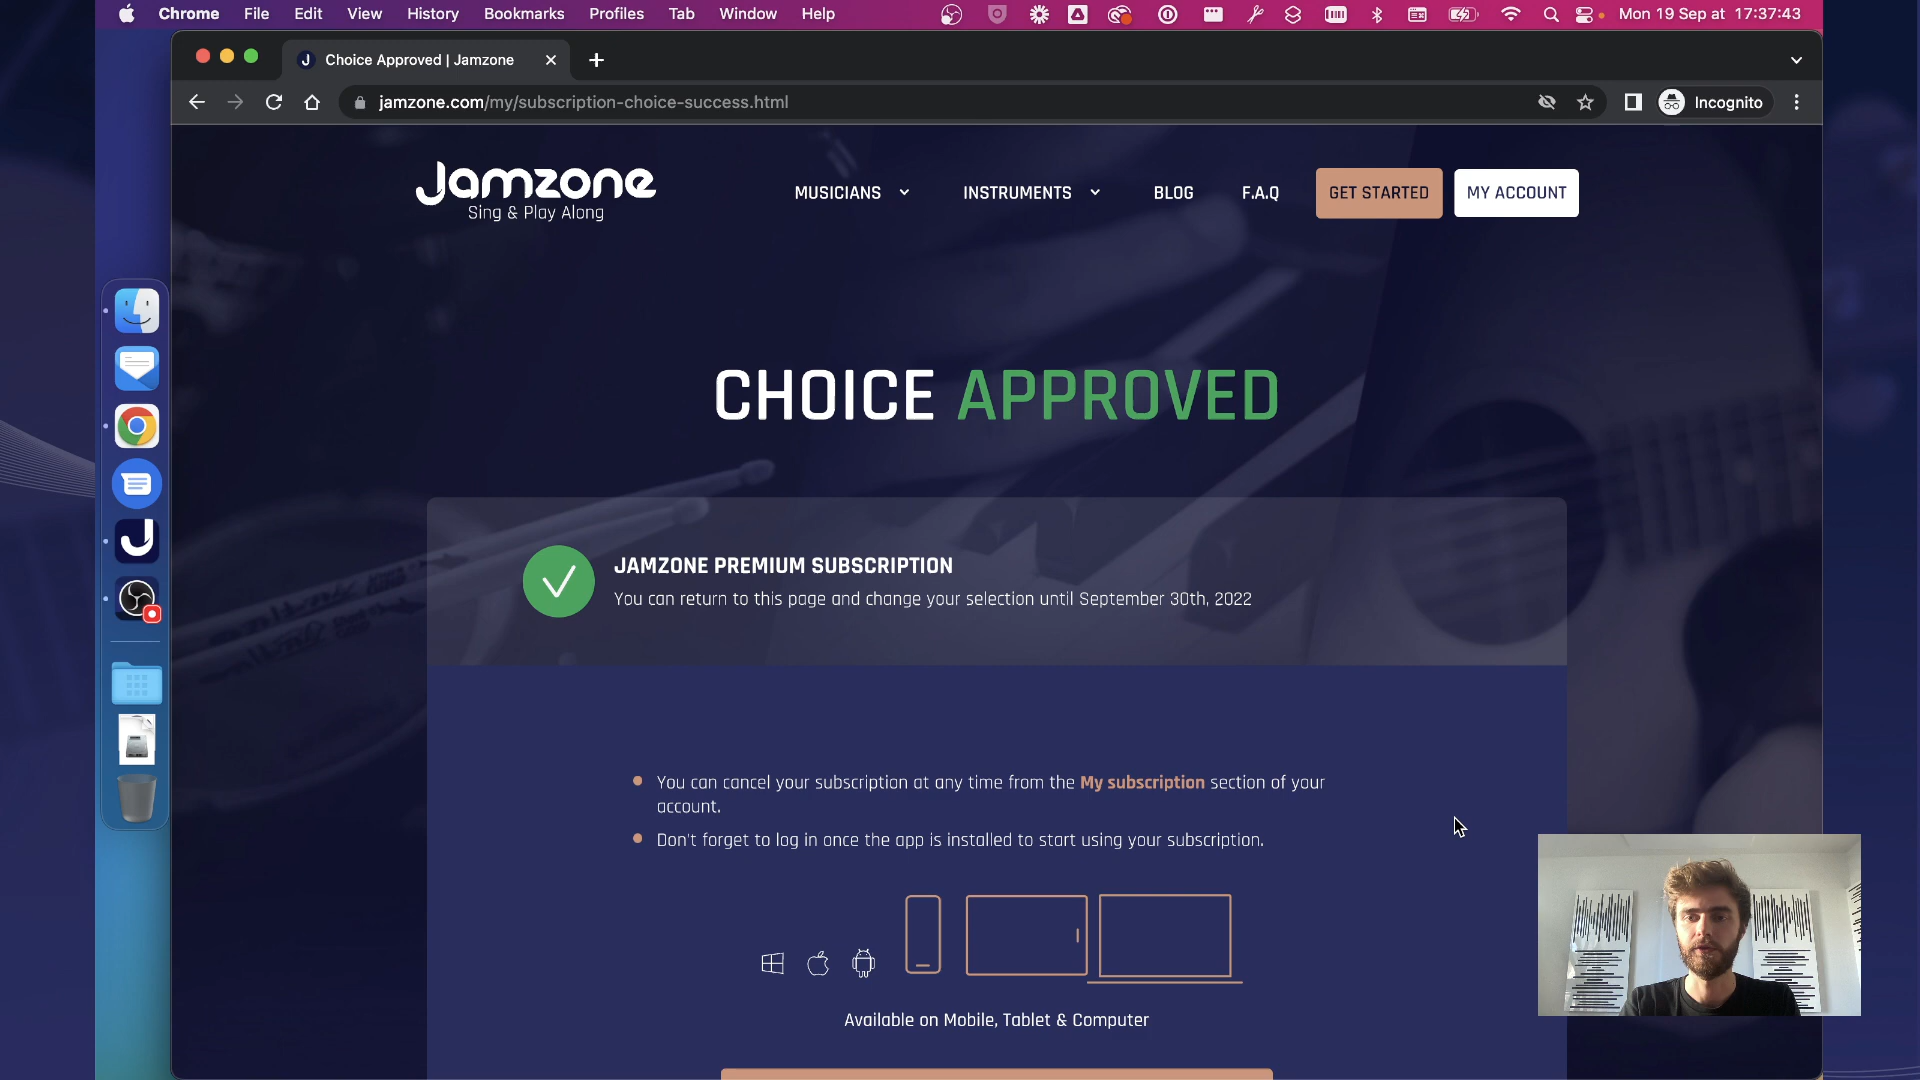 Chrome File Edit View History Bookmarks Profiles Tab Window Help Mon 19 Sep at 17:37:43
Choice Approved | Jamzone
jamzone.com/my/subscription-choice-success.html Incognito
Jamzone
Sing & Play Along
MUSICIANS INSTRUMENTS BLOG F.A.Q GET STARTED MY ACCOUNT
CHOICE APPROVED
JAMZONE PREMIUM SUBSCRIPTION
You can return to this page and change your selection until September 30th, 2022
You can cancel your subscription at any time from the My subscription section of your
account.
Don't forget to log in once the app is installed to start using your subscription.
Available on Mobile, Tablet & Computer